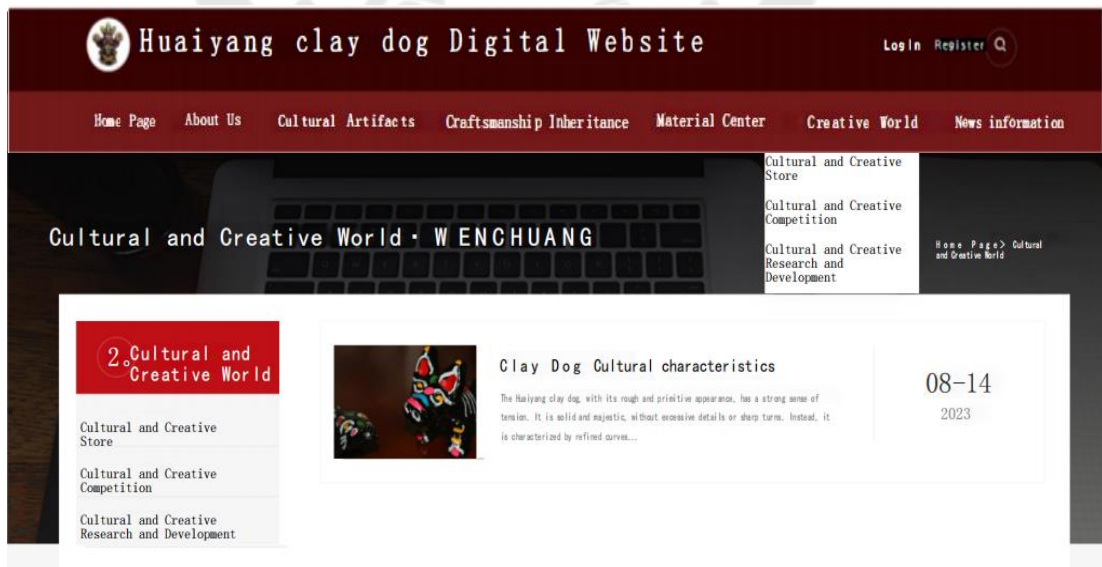 Huaiyang clay dog Digital Website
Login Register
Home Page About Us Cultural Artifacts Craftsmanship Inheritance Material Center Creative World News information
Cultural and Creative
Store
Cultural and Creative
Competition
Cultural and Creative
Research and
Development
Cultural and Creative World· WENCHUANG
Home Page> Cultural
and Creative World
2。Cultural and
Creative World
Cultural and Creative
Store
Cultural and Creative
Competition
Cultural and Creative
Research and Development
Clay Dog Cultural characteristics
The Huaiyang clay dog, with its rough and primitive appearance, has a strong sense of
tension. It is solid and majestic, without excessive details or sharp turns. Instead, it
is characterized by refined curves...
08-14
2023